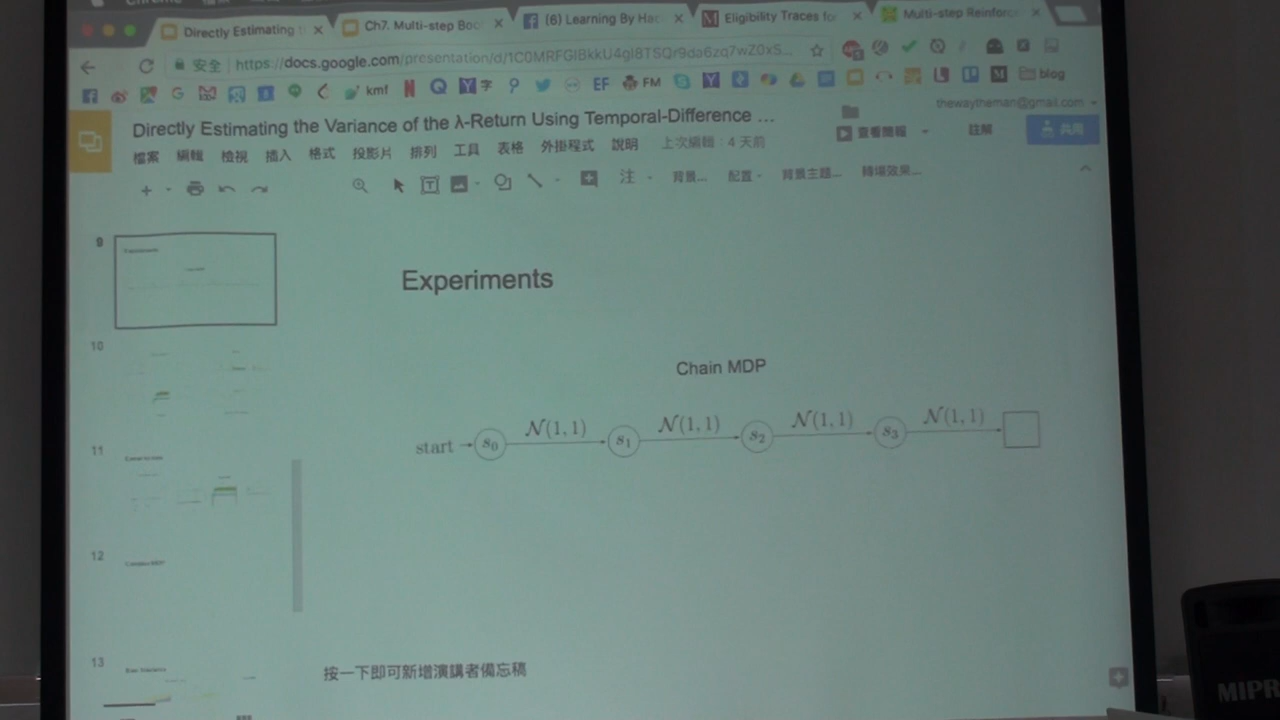 Directly Estimating t
Ch7. Multi-step Boo
(6) Learning By Hac
Eligibility Traces for
Multi-step Reinforce
安全 https://docs.google.com/presentation/d/
kmf
字
EF
FM
blog
Directly Estimating the Variance of the λ-Return Using Temporal-Difference ...
thewaytheman@gmail.com
檔案 編輯 檢視 插入 格式 投影片 排列 工具 表格 外掛程式 說明 上次編輯：4 天前
查看簡報 註解 共用
注 背景... 配置 背景主題... 轉場效果...
9
Experiments
Chain MDP
start s₀ N(1,1) s₁ N(1,1) s₂ N(1,1) s₃ N(1,1)
10
11
12
13
按一下即可新增演講者備忘稿
MIPR